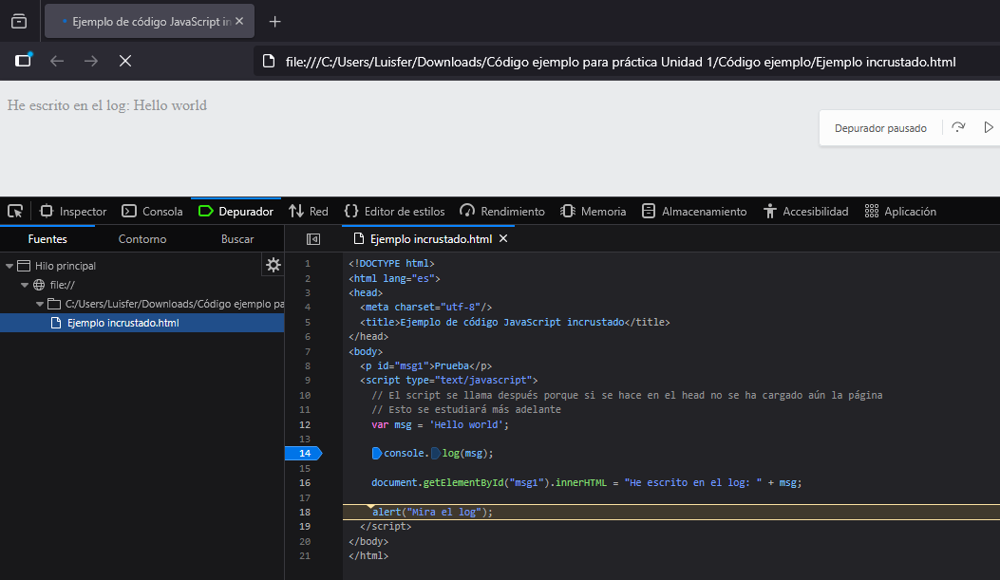 Ejemplo de código JavaScript in
file:///C:/Users/Luisfer/Downloads/Código ejemplo para práctica Unidad 1/Código ejemplo/Ejemplo incrustado.html
He escrito en el log: Hello world
Depurador pausado
Inspector Consola Depurador Red Editor de estilos Rendimiento Memoria Almacenamiento Accesibilidad Aplicación
Fuentes Contorno Buscar
Ejemplo incrustado.html
Hilo principal
file://
C:/Users/Luisfer/Downloads/Código ejemplo pa
Ejemplo incrustado.html
1 <!DOCTYPE html>
2 <html lang="es">
3 <head>
4 <meta charset="utf-8"/>
5 <title>Ejemplo de código JavaScript incrustado</title>
6 </head>
7 <body>
8 <p id="msg1">Prueba</p>
9 <script type="text/javascript">
10 // El script se llama después porque si se hace en el head no se ha cargado aún la página
11 // Esto se estudiará más adelante
12 var msg = 'Hello world';
13
14 console.log(msg);
15
16 document.getElementById("msg1").innerHTML = "He escrito en el log: " + msg;
17
18 alert("Mira el log");
19 </script>
20 </body>
21 </html>